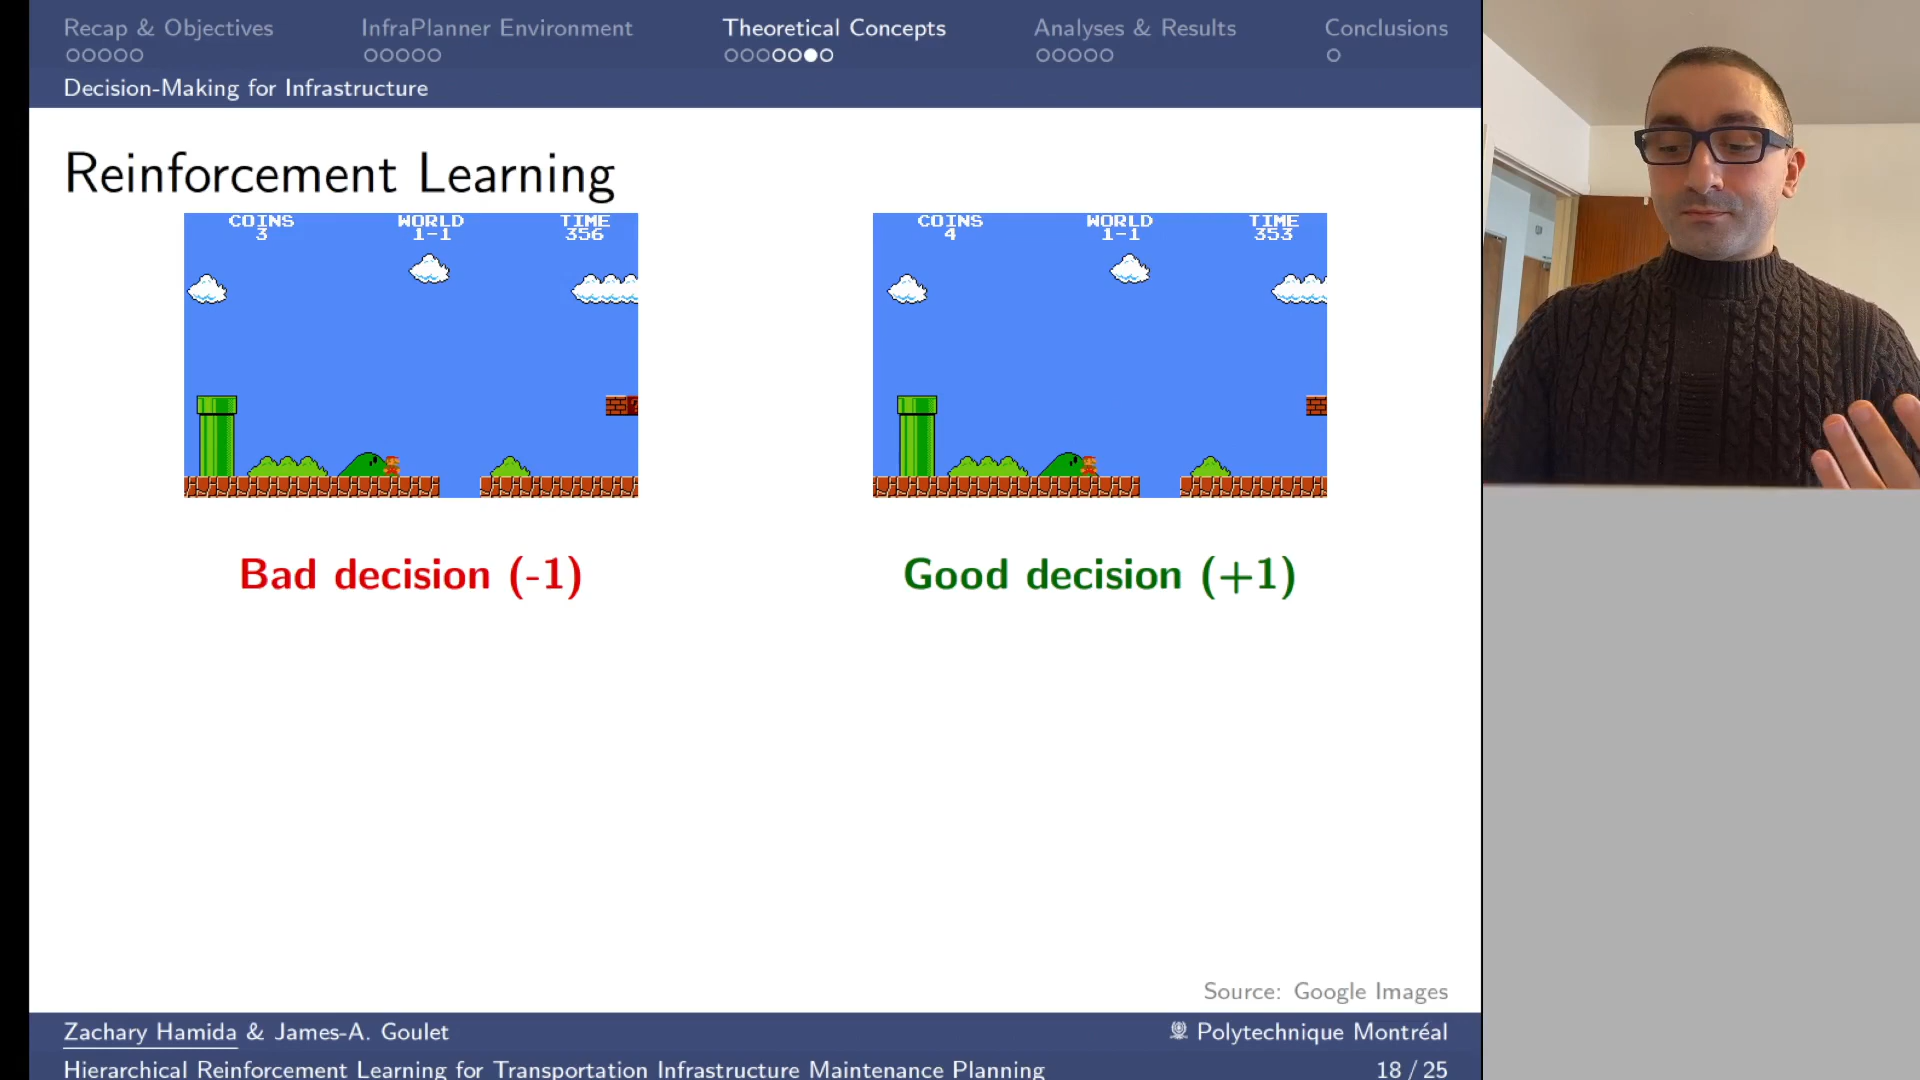 Recap & Objectives InfraPlanner Environment Theoretical Concepts Analyses & Results Conclusions
Decision-Making for Infrastructure
Reinforcement Learning
COINS WORLD TIME
3 1-1 356
COINS WORLD TIME
4 1-1 353
Bad decision (-1) Good decision (+1)
Source: Google Images
Zachary Hamida & James-A. Goulet Polytechnique Montréal
Hierarchical Reinforcement Learning for Transportation Infrastructure Maintenance Planning 18 / 25